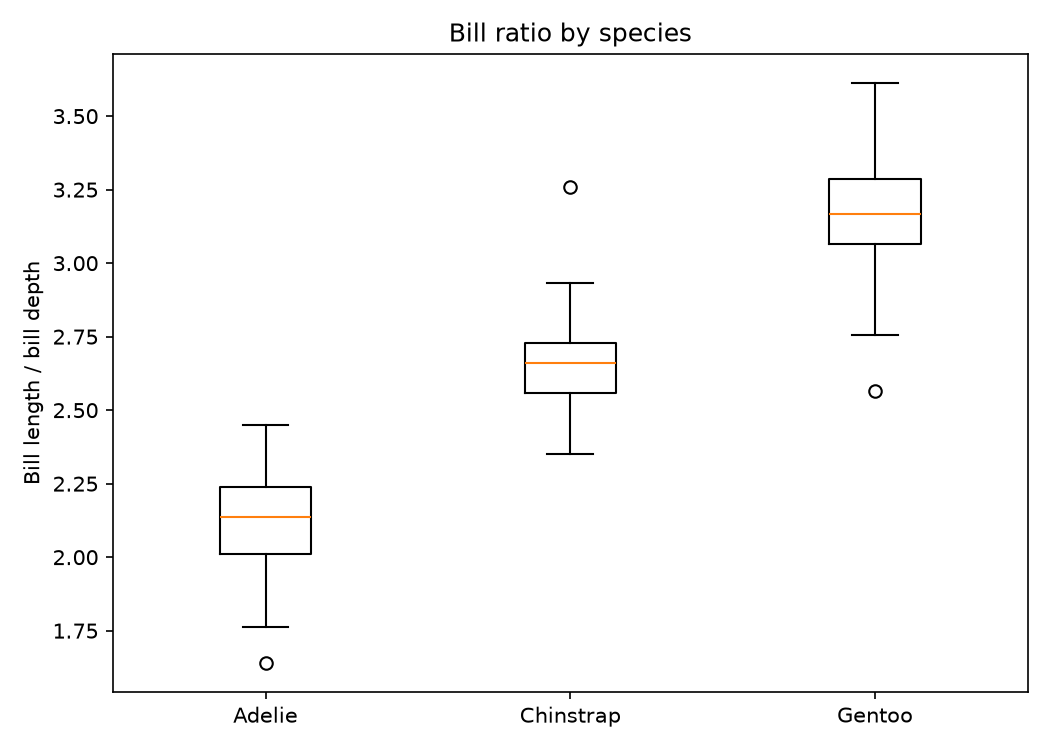 Bill ratio by species
Bill length / bill depth
3.50
3.25
3.00
2.75
2.50
2.25
2.00
1.75
Adelie
Chinstrap
Gentoo